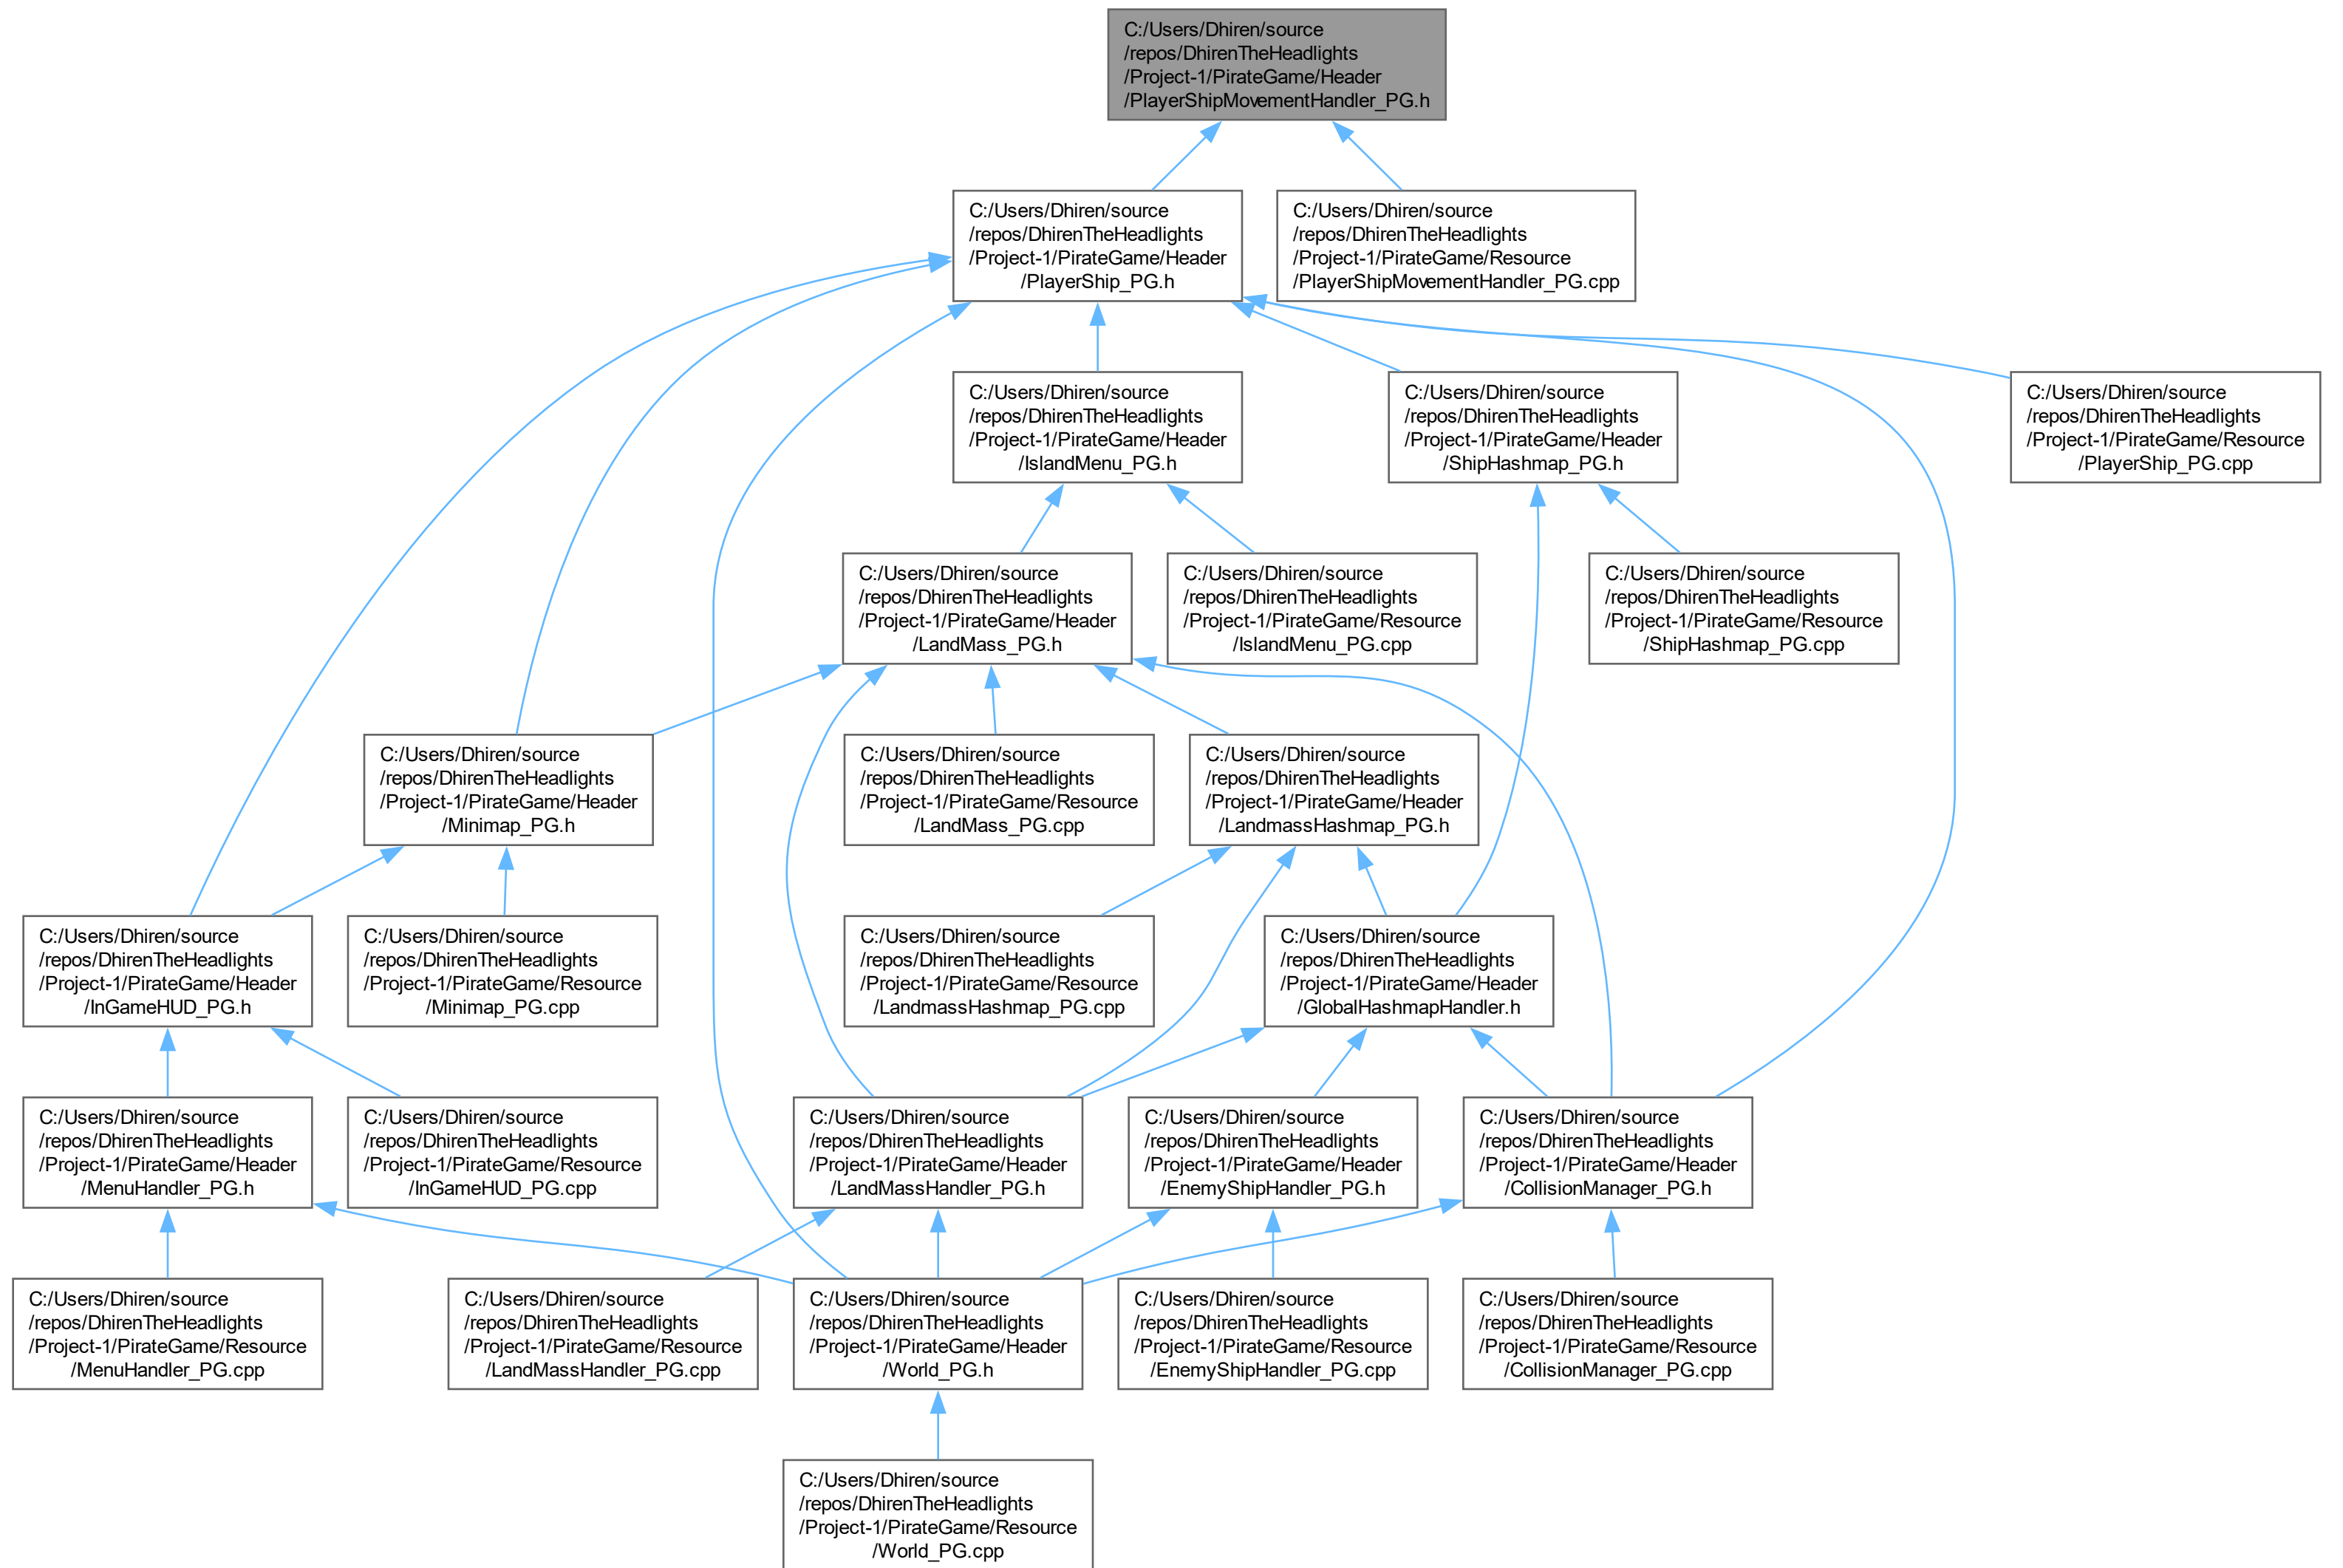 C:/Users/Dhiren/source
/repos/DhirenTheHeadlights
/Project-1/PirateGame/Header
/PlayerShipMovementHandler_PG.h
C:/Users/Dhiren/source
/repos/DhirenTheHeadlights
/Project-1/PirateGame/Header
/PlayerShip_PG.h
C:/Users/Dhiren/source
/repos/DhirenTheHeadlights
/Project-1/PirateGame/Resource
/PlayerShipMovementHandler_PG.cpp
C:/Users/Dhiren/source
/repos/DhirenTheHeadlights
/Project-1/PirateGame/Header
/IslandMenu_PG.h
C:/Users/Dhiren/source
/repos/DhirenTheHeadlights
/Project-1/PirateGame/Header
/ShipHashmap_PG.h
C:/Users/Dhiren/source
/repos/DhirenTheHeadlights
/Project-1/PirateGame/Resource
/PlayerShip_PG.cpp
C:/Users/Dhiren/source
/repos/DhirenTheHeadlights
/Project-1/PirateGame/Header
/LandMass_PG.h
C:/Users/Dhiren/source
/repos/DhirenTheHeadlights
/Project-1/PirateGame/Resource
/IslandMenu_PG.cpp
C:/Users/Dhiren/source
/repos/DhirenTheHeadlights
/Project-1/PirateGame/Resource
/ShipHashmap_PG.cpp
C:/Users/Dhiren/source
/repos/DhirenTheHeadlights
/Project-1/PirateGame/Header
/Minimap_PG.h
C:/Users/Dhiren/source
/repos/DhirenTheHeadlights
/Project-1/PirateGame/Resource
/LandMass_PG.cpp
C:/Users/Dhiren/source
/repos/DhirenTheHeadlights
/Project-1/PirateGame/Header
/LandmassHashmap_PG.h
C:/Users/Dhiren/source
/repos/DhirenTheHeadlights
/Project-1/PirateGame/Header
/InGameHUD_PG.h
C:/Users/Dhiren/source
/repos/DhirenTheHeadlights
/Project-1/PirateGame/Resource
/Minimap_PG.cpp
C:/Users/Dhiren/source
/repos/DhirenTheHeadlights
/Project-1/PirateGame/Resource
/LandmassHashmap_PG.cpp
C:/Users/Dhiren/source
/repos/DhirenTheHeadlights
/Project-1/PirateGame/Header
/GlobalHashmapHandler.h
C:/Users/Dhiren/source
/repos/DhirenTheHeadlights
/Project-1/PirateGame/Header
/MenuHandler_PG.h
C:/Users/Dhiren/source
/repos/DhirenTheHeadlights
/Project-1/PirateGame/Resource
/InGameHUD_PG.cpp
C:/Users/Dhiren/source
/repos/DhirenTheHeadlights
/Project-1/PirateGame/Header
/LandMassHandler_PG.h
C:/Users/Dhiren/source
/repos/DhirenTheHeadlights
/Project-1/PirateGame/Header
/EnemyShipHandler_PG.h
C:/Users/Dhiren/source
/repos/DhirenTheHeadlights
/Project-1/PirateGame/Header
/CollisionManager_PG.h
C:/Users/Dhiren/source
/repos/DhirenTheHeadlights
/Project-1/PirateGame/Resource
/MenuHandler_PG.cpp
C:/Users/Dhiren/source
/repos/DhirenTheHeadlights
/Project-1/PirateGame/Resource
/LandMassHandler_PG.cpp
C:/Users/Dhiren/source
/repos/DhirenTheHeadlights
/Project-1/PirateGame/Header
/World_PG.h
C:/Users/Dhiren/source
/repos/DhirenTheHeadlights
/Project-1/PirateGame/Resource
/EnemyShipHandler_PG.cpp
C:/Users/Dhiren/source
/repos/DhirenTheHeadlights
/Project-1/PirateGame/Resource
/CollisionManager_PG.cpp
C:/Users/Dhiren/source
/repos/DhirenTheHeadlights
/Project-1/PirateGame/Resource
/World_PG.cpp